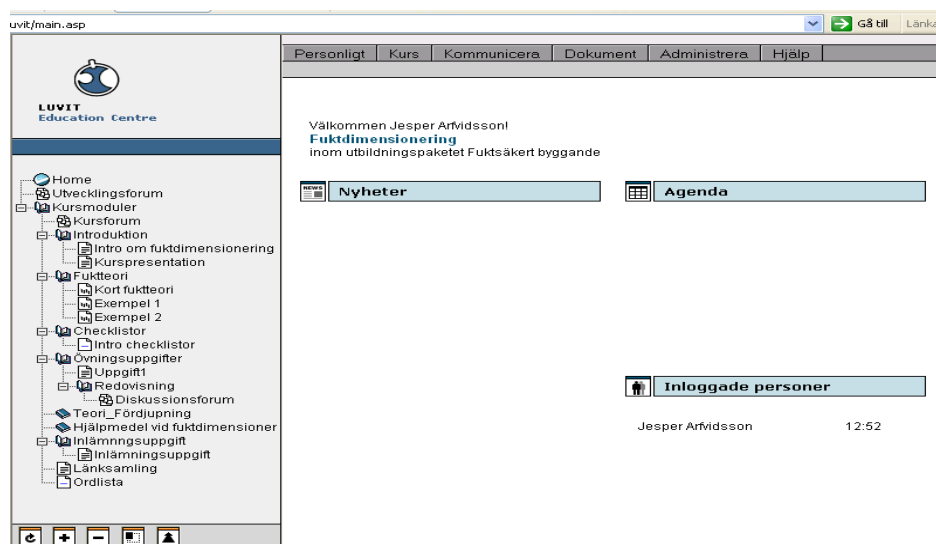 uvit/main.asp
Gå till
Länka
Personligt Kurs Kommunicera Dokument Administrera Hjälp
LUVIT
Education Centre
Välkommen Jesper Arfvidsson!
Fuktdimensionering
inom utbildningspaketet Fuktsäkert byggande
Home
Utvecklingsforum
Kursmoduler
Kursforum
Introduktion
Intro om fuktdimensionering
Kurspresentation
Fuktteori
Kort fuktteori
Exempel 1
Exempel 2
Checklistor
Intro checklistor
Övningsuppgifter
Uppgift1
Redovisning
Diskussionsforum
Teori_Fördjupning
Hjälpmedel vid fuktdimensioner
Inlämnngsuppgift
Inlämningsuppgift
Länksamling
Ordlista
NEWS Nyheter
Agenda
Inloggade personer
Jesper Arfvidsson 12:52